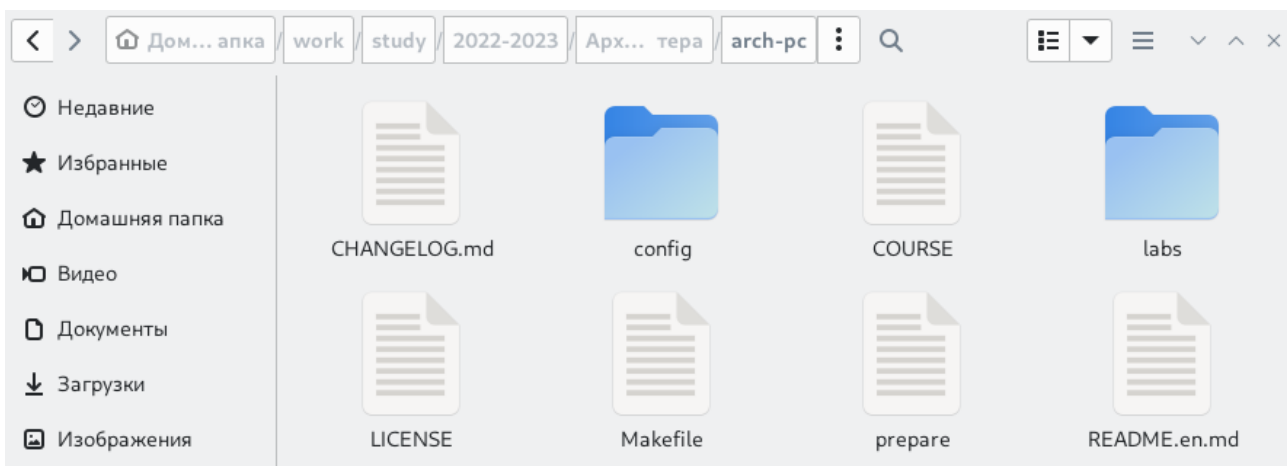 Дом... апка / work / study / 2022-2023 / Арх... тера / arch-pc
Недавние
Избранные
Домашняя папка
Видео
Документы
Загрузки
Изображения
CHANGELOG.md config COURSE labs
LICENSE Makefile prepare README.en.md